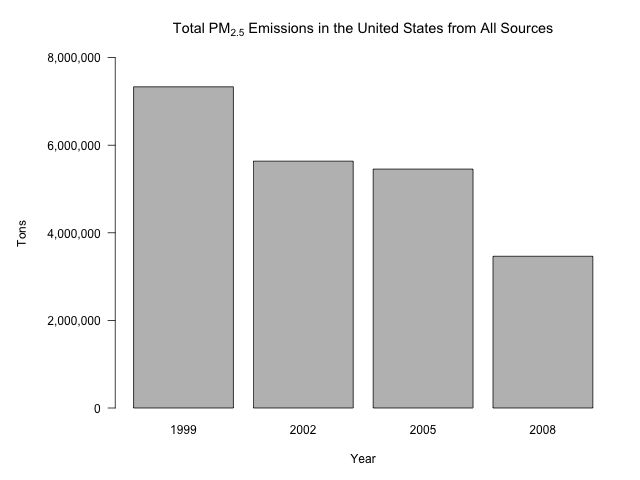 Total PM2.5 Emissions in the United States from All Sources
8,000,000
6,000,000
4,000,000
2,000,000
0
Tons
1999 2002 2005 2008
Year